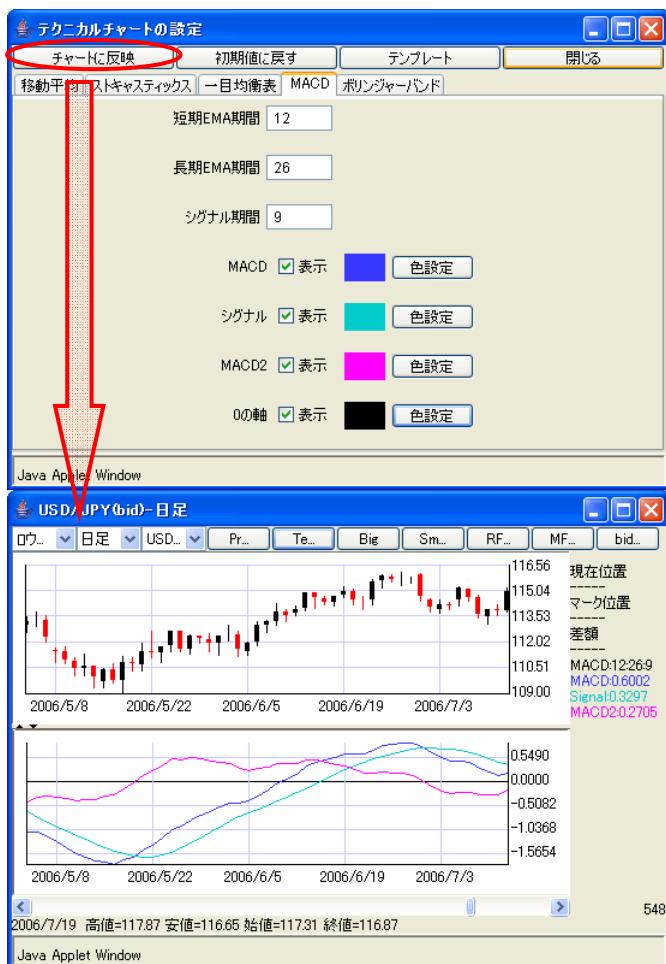 テクニカルチャートの設定
チャートに反映 初期値に戻す テンプレート 閉じる
移動平均 ストキャスティックス 一目均衡表 MACD ボリンジャーバンド
短期EMA期間 12
長期EMA期間 26
シグナル期間 9
MACD 表示 色設定
シグナル 表示 色設定
MACD2 表示 色設定
0の軸 表示 色設定
Java Applet Window
USD/JPY(bid)-日足
ロウ... 日足 USD... Pr... Te... Big Sm... RF... MF... bid...
116.56
115.04
113.53
112.02
110.51
109.00
現在位置
-----
マーク位置
-----
差額
-----
MACD:12:26:9
MACD:0.6002
Signal:0.3297
MACD2:0.2705
2006/5/8 2006/5/22 2006/6/5 2006/6/19 2006/7/3
0.5490
0.0000
-0.5082
-1.0368
-1.5654
2006/5/8 2006/5/22 2006/6/5 2006/6/19 2006/7/3
548
2006/7/19 高値=117.87 安値=116.65 始値=117.31 終値=116.87
Java Applet Window